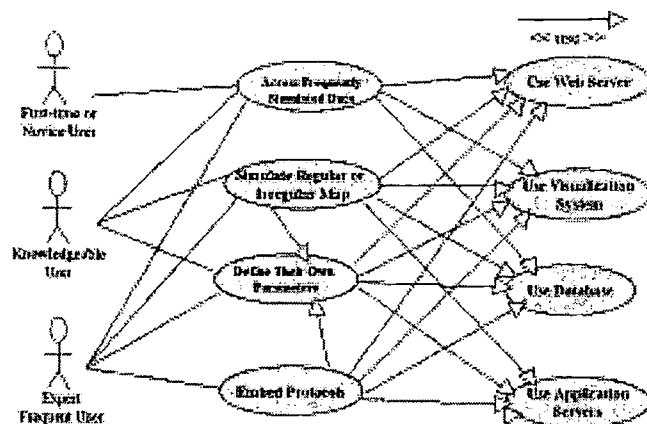 << uses >>
First-time or
Novice User
Access Frequently
Simulated Data
Use Web Server
Simulate Regular or
Irregular Map
Use Visualization
System
Knowledgeable
User
Define Their Own
Parameters
Use Database
Expert
Frequent User
Embed Protocols
Use Application
Servers